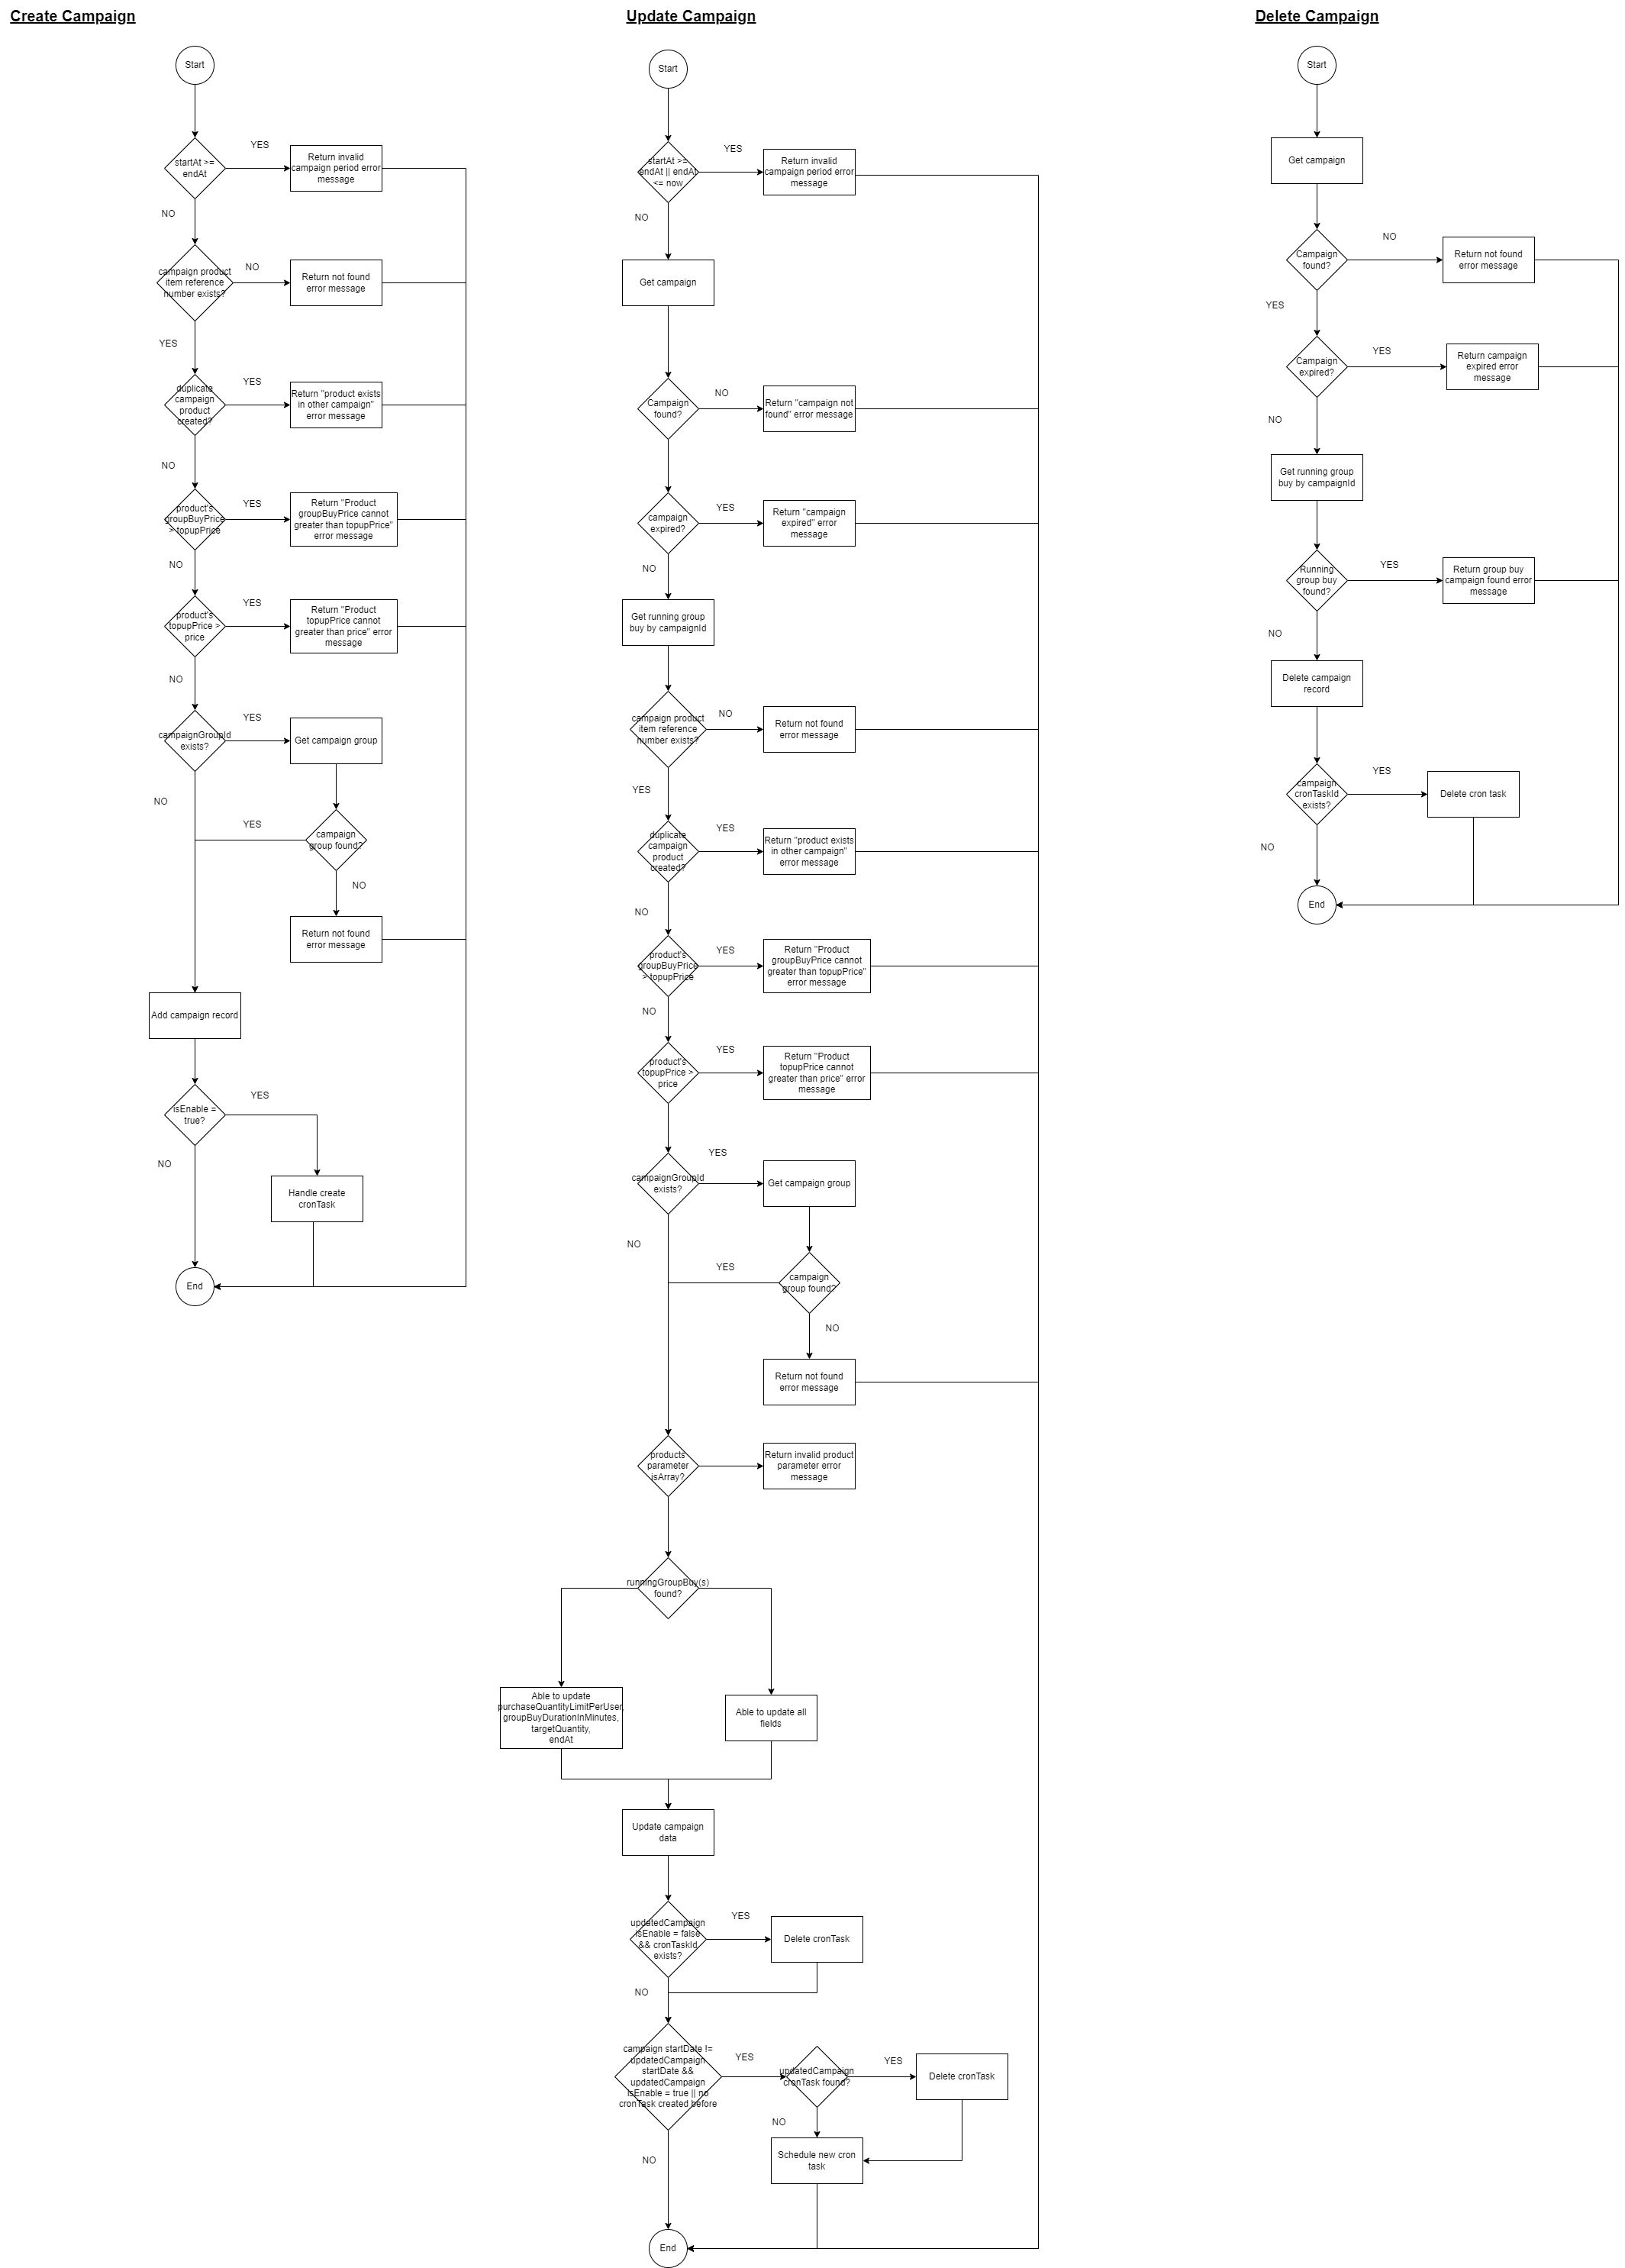 Create Campaign
Start
startAt >=
endAt
YES
Return invalid
campaign period error
message
NO
campaign product
item reference
number exists?
NO
Return not found
error message
YES
duplicate
campaign
product
created?
YES
Return "product exists
in other campaign"
error message
NO
product's
groupBuyPrice
> topupPrice
YES
Return "Product
groupBuyPrice cannot
greater than topupPrice"
error message
NO
product's
topupPrice >
price
YES
Return "Product
topupPrice cannot
greater than price" error
message
NO
campaignGroupId
exists?
YES
Get campaign group
NO
YES
campaign
group found?
NO
Return not found
error message
Add campaign record
isEnable =
true?
YES
NO
Handle create
cronTask
End
Update Campaign
Start
startAt >=
endAt || endAt
<= now
YES
Return invalid
campaign period error
message
NO
Get campaign
Campaign
found?
NO
Return "campaign not
found" error message
campaign
expired?
YES
Return "campaign
expired" error
message
NO
Get running group
buy by campaignId
campaign product
item reference
number exists?
NO
Return not found
error message
YES
duplicate
campaign
product
created?
YES
Return "product exists
in other campaign"
error message
NO
product's
groupBuyPrice
> topupPrice
YES
Return "Product
groupBuyPrice cannot
greater than topupPrice"
error message
NO
product's
topupPrice >
price
YES
Return "Product
topupPrice cannot
greater than price" error
message
campaignGroupId
exists?
YES
Get campaign group
NO
YES
campaign
group found?
NO
Return not found
error message
products
parameter
isArray?
Return invalid product
parameter error
message
runningGroupBuy(s)
found?
Able to update
purchaseQuantityLimitPerUser,
groupBuyDurationInMinutes,
targetQuantity,
endAt
Able to update all
fields
Update campaign
data
updatedCampaign
isEnable = false
&& cronTaskId
exists?
YES
Delete cronTask
NO
campaign startDate !=
updatedCampaign
startDate &&
updatedCampaign
isEnable = true || no
cronTask created before
YES
updatedCampaign
cronTask found?
YES
Delete cronTask
NO
Schedule new cron
task
NO
End
Delete Campaign
Start
Get campaign
Campaign
found?
NO
Return not found
error message
YES
Campaign
expired?
YES
Return campaign
expired error
message
NO
Get running group
buy by campaignId
Running
group buy
found?
YES
Return group buy
campaign found error
message
NO
Delete campaign
record
campaign
cronTaskId
exists?
YES
Delete cron task
NO
End